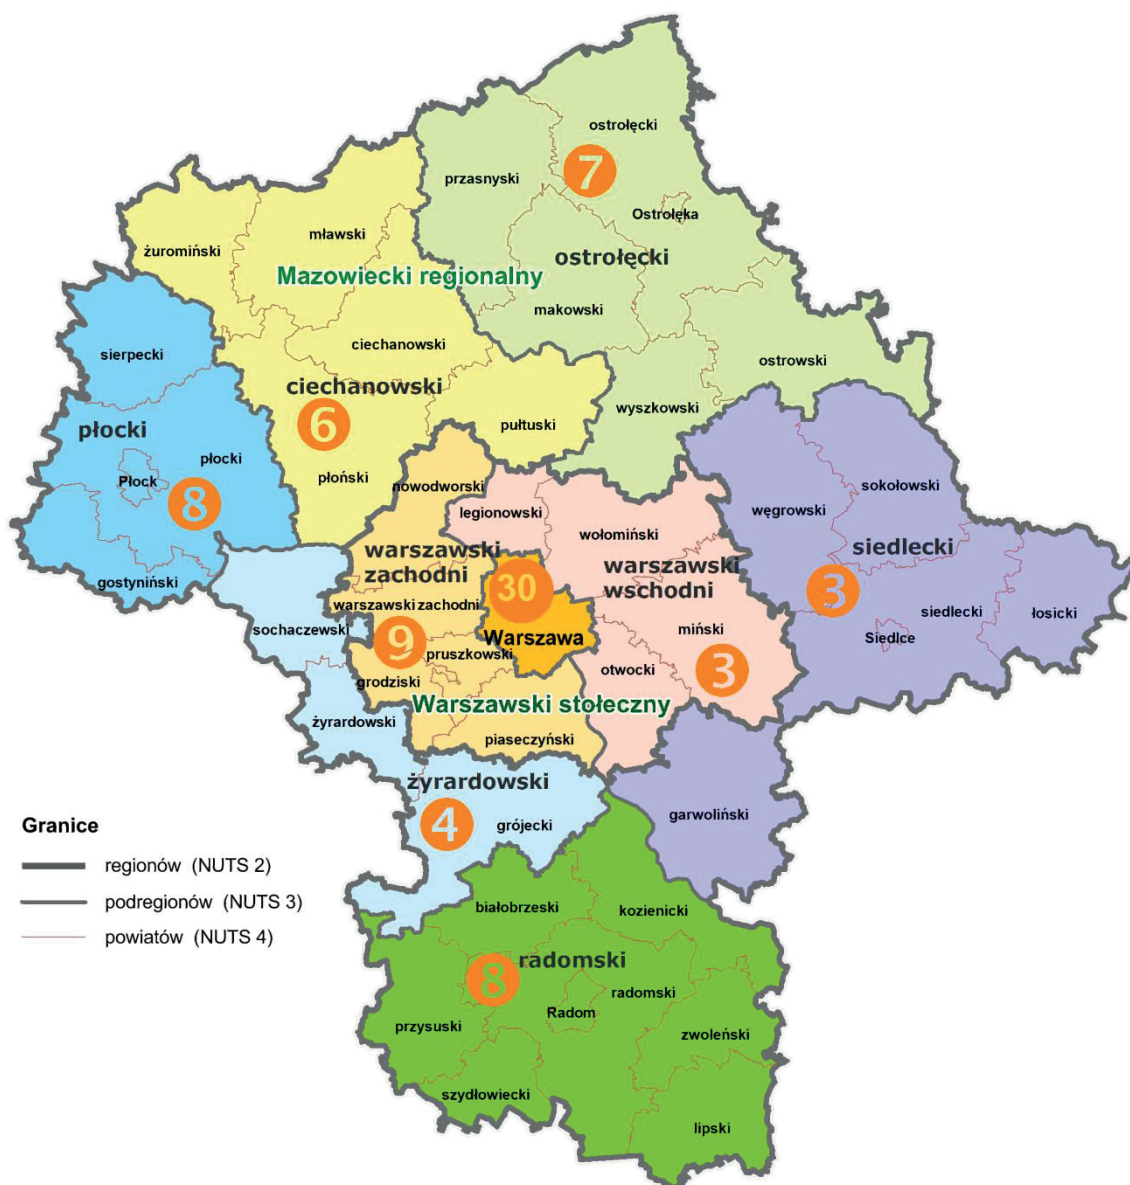 ostrołęcki
7
przasnyski
Ostrołęka
mławski
żuromiński
ostrołęcki
Mazowiecki regionalny
makowski
ciechanowski
sierpecki
ostrowski
ciechanowski
wyszkowski
6
pułtuski
płocki
płocki
płoński
Płock
8
nowodworski
sokołowski
legionowski
węgrowski
wołomiński
siedlecki
warszawski
zachodni
warszawski
wschodni
gostyniński
30
3
warszawski zachodni
siedlecki
łosicki
sochaczewski
9
Warszawa
miński
Siedlce
pruszkowski
otwocki
3
grodziski
Warszawski stołeczny
żyrardowski
piaseczyński
żyrardowski
4
grójecki
garwoliński
Granice
regionów (NUTS 2)
podregionów (NUTS 3)
powiatów (NUTS 4)
białobrzeski
kozienicki
8
radomski
radomski
Radom
przysuski
zwoleński
szydłowiecki
lipski